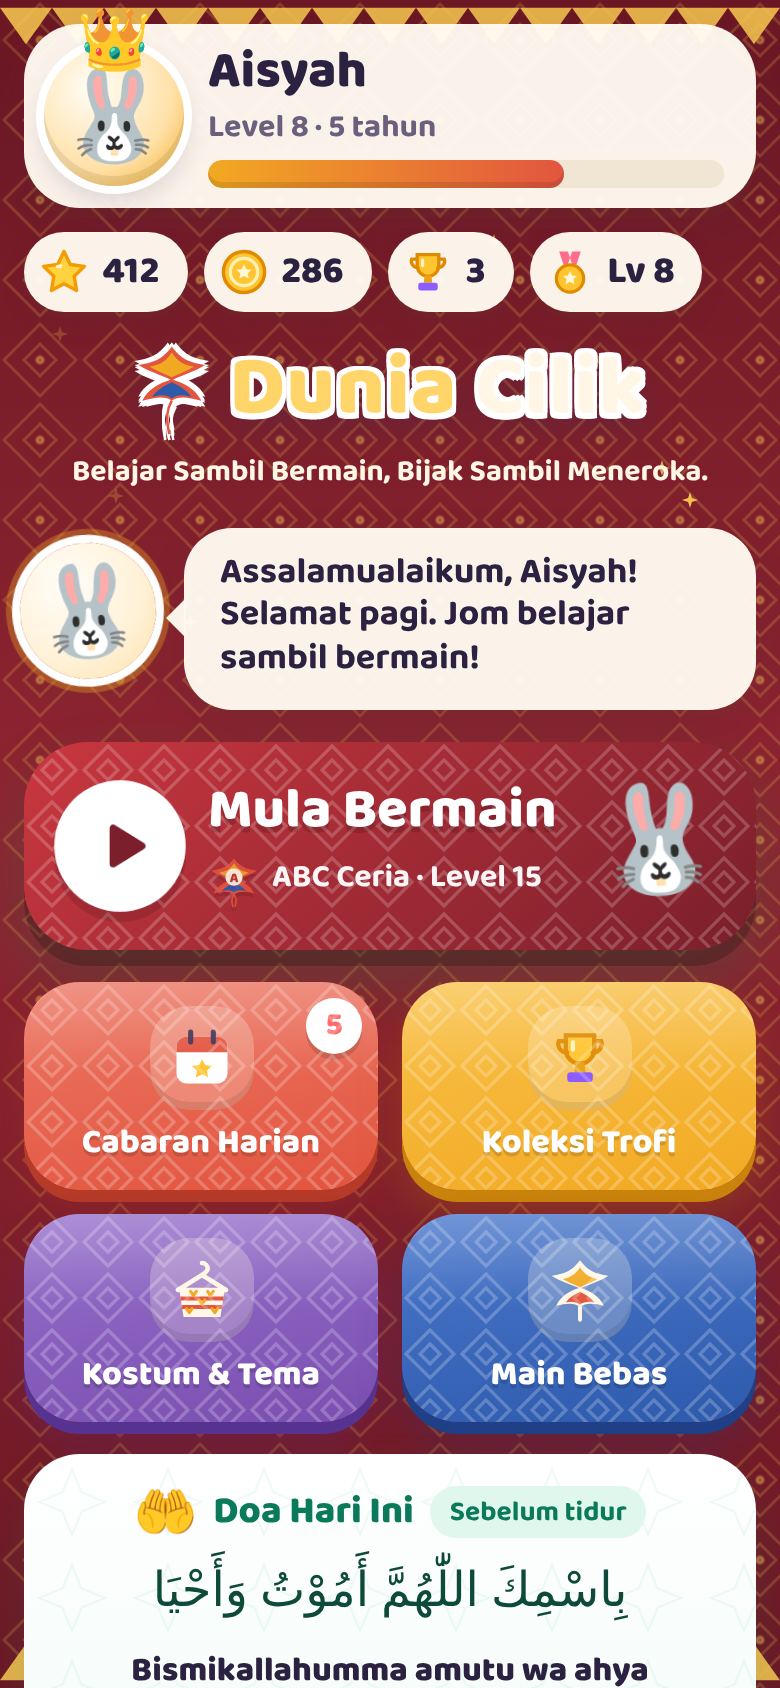 Aisyah
Level 8 · 5 tahun
412
286
3
Lv 8
Dunia Cilik
Belajar Sambil Bermain, Bijak Sambil Meneroka.
Assalamualaikum, Aisyah!
Selamat pagi. Jom belajar
sambil bermain!
Mula Bermain
A
ABC Ceria · Level 15
5
Cabaran Harian
Koleksi Trofi
Kostum & Tema
Main Bebas
Doa Hari Ini
Sebelum tidur
بِاسْمِكَ اللّٰهُمَّ أَمُوْتُ وَأَحْيَا
Bismikallahumma amutu wa ahya